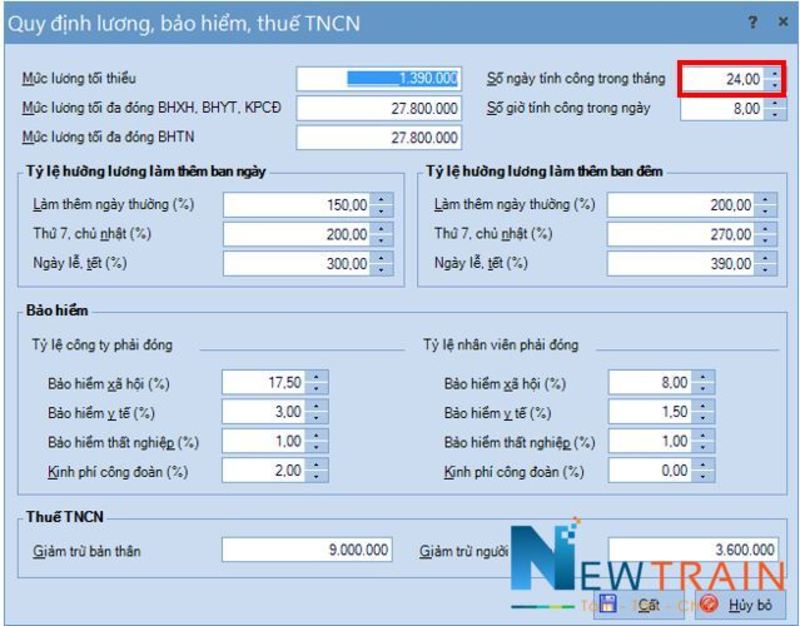 Quy định lương, bảo hiểm, thuế TNCN ? ×
Mức lương tối thiểu 1.390.000 Số ngày tính công trong tháng 24,00
Mức lương tối đa đóng BHXH, BHYT, KPCĐ 27.800.000 Số giờ tính công trong ngày 8,00
Mức lương tối đa đóng BHTN 27.800.000
Tỷ lệ hưởng lương làm thêm ban ngày Tỷ lệ hưởng lương làm thêm ban đêm
Làm thêm ngày thường (%) 150,00 Làm thêm ngày thường (%) 200,00
Thứ 7, chủ nhật (%) 200,00 Thứ 7, chủ nhật (%) 270,00
Ngày lễ, tết (%) 300,00 Ngày lễ, tết (%) 390,00
Bảo hiểm
Tỷ lệ công ty phải đóng Tỷ lệ nhân viên phải đóng
Bảo hiểm xã hội (%) 17,50 Bảo hiểm xã hội (%) 8,00
Bảo hiểm y tế (%) 3,00 Bảo hiểm y tế (%) 1,50
Bảo hiểm thất nghiệp (%) 1,00 Bảo hiểm thất nghiệp (%) 1,00
Kinh phí công đoàn (%) 2,00 Kinh phí công đoàn (%) 0,00
Thuế TNCN
Giảm trừ bản thân 9.000.000 Giảm trừ người 3.600.000
NEWTRAIN
Cất Hủy bỏ